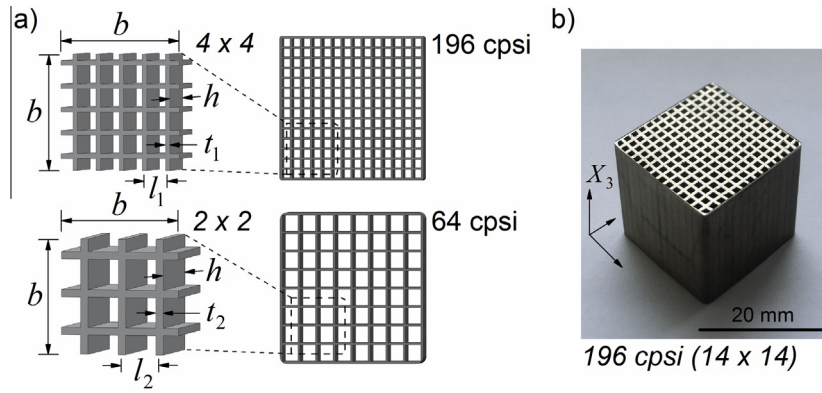 a)
b
4 x 4
196 cpsi
b
h
t1
l1
b
2 x 2
64 cpsi
b
h
t2
l2
b)
X3
20 mm
196 cpsi (14 x 14)